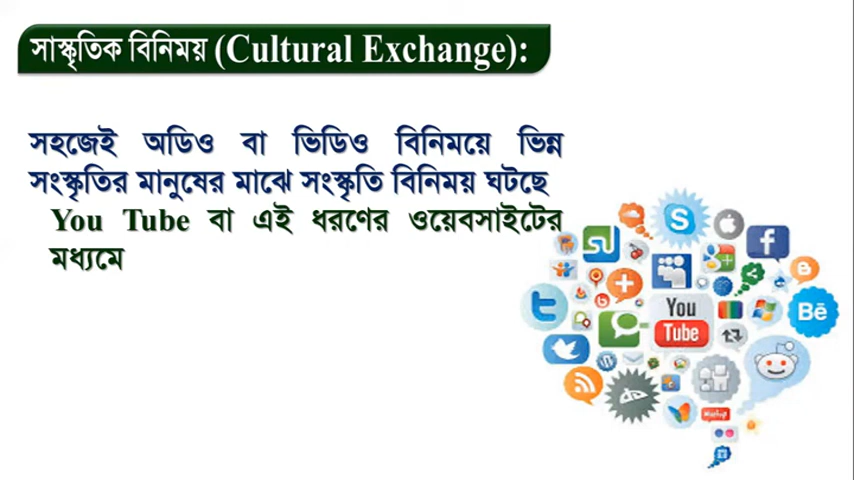 সাস্কৃতিক বিনিময় (Cultural Exchange):
সহজেই অডিও বা ভিডিও বিনিময়ে ভিন্ন
সংস্কৃতির মানুষের মাঝে সংস্কৃতি বিনিময় ঘটছে
You Tube বা এই ধরণের ওয়েবসাইটের
মধ্যমে
You
Tube
Bē